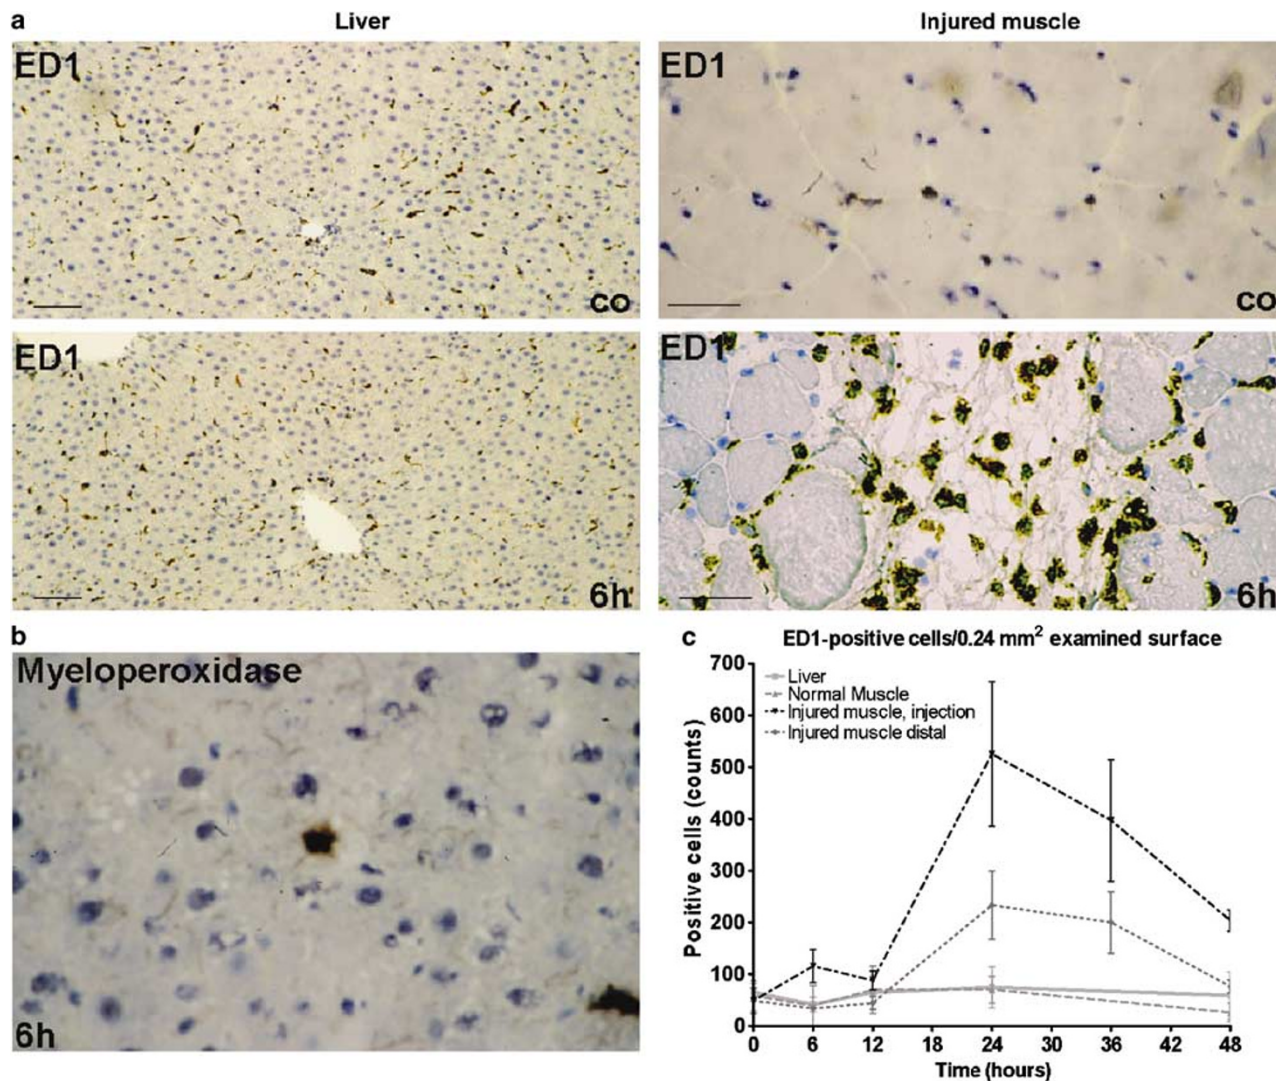 a
Liver
Injured muscle
ED1
co
ED1
co
ED1
6h
ED1
6h
b
Myeloperoxidase
6h
c
ED1-positive cells/0.24 mm² examined surface
Positive cells (counts)
700
600
500
400
300
200
100
0
Liver
Normal Muscle
Injured muscle, injection
Injured muscle distal
0 6 12 18 24 30 36 42 48
Time (hours)